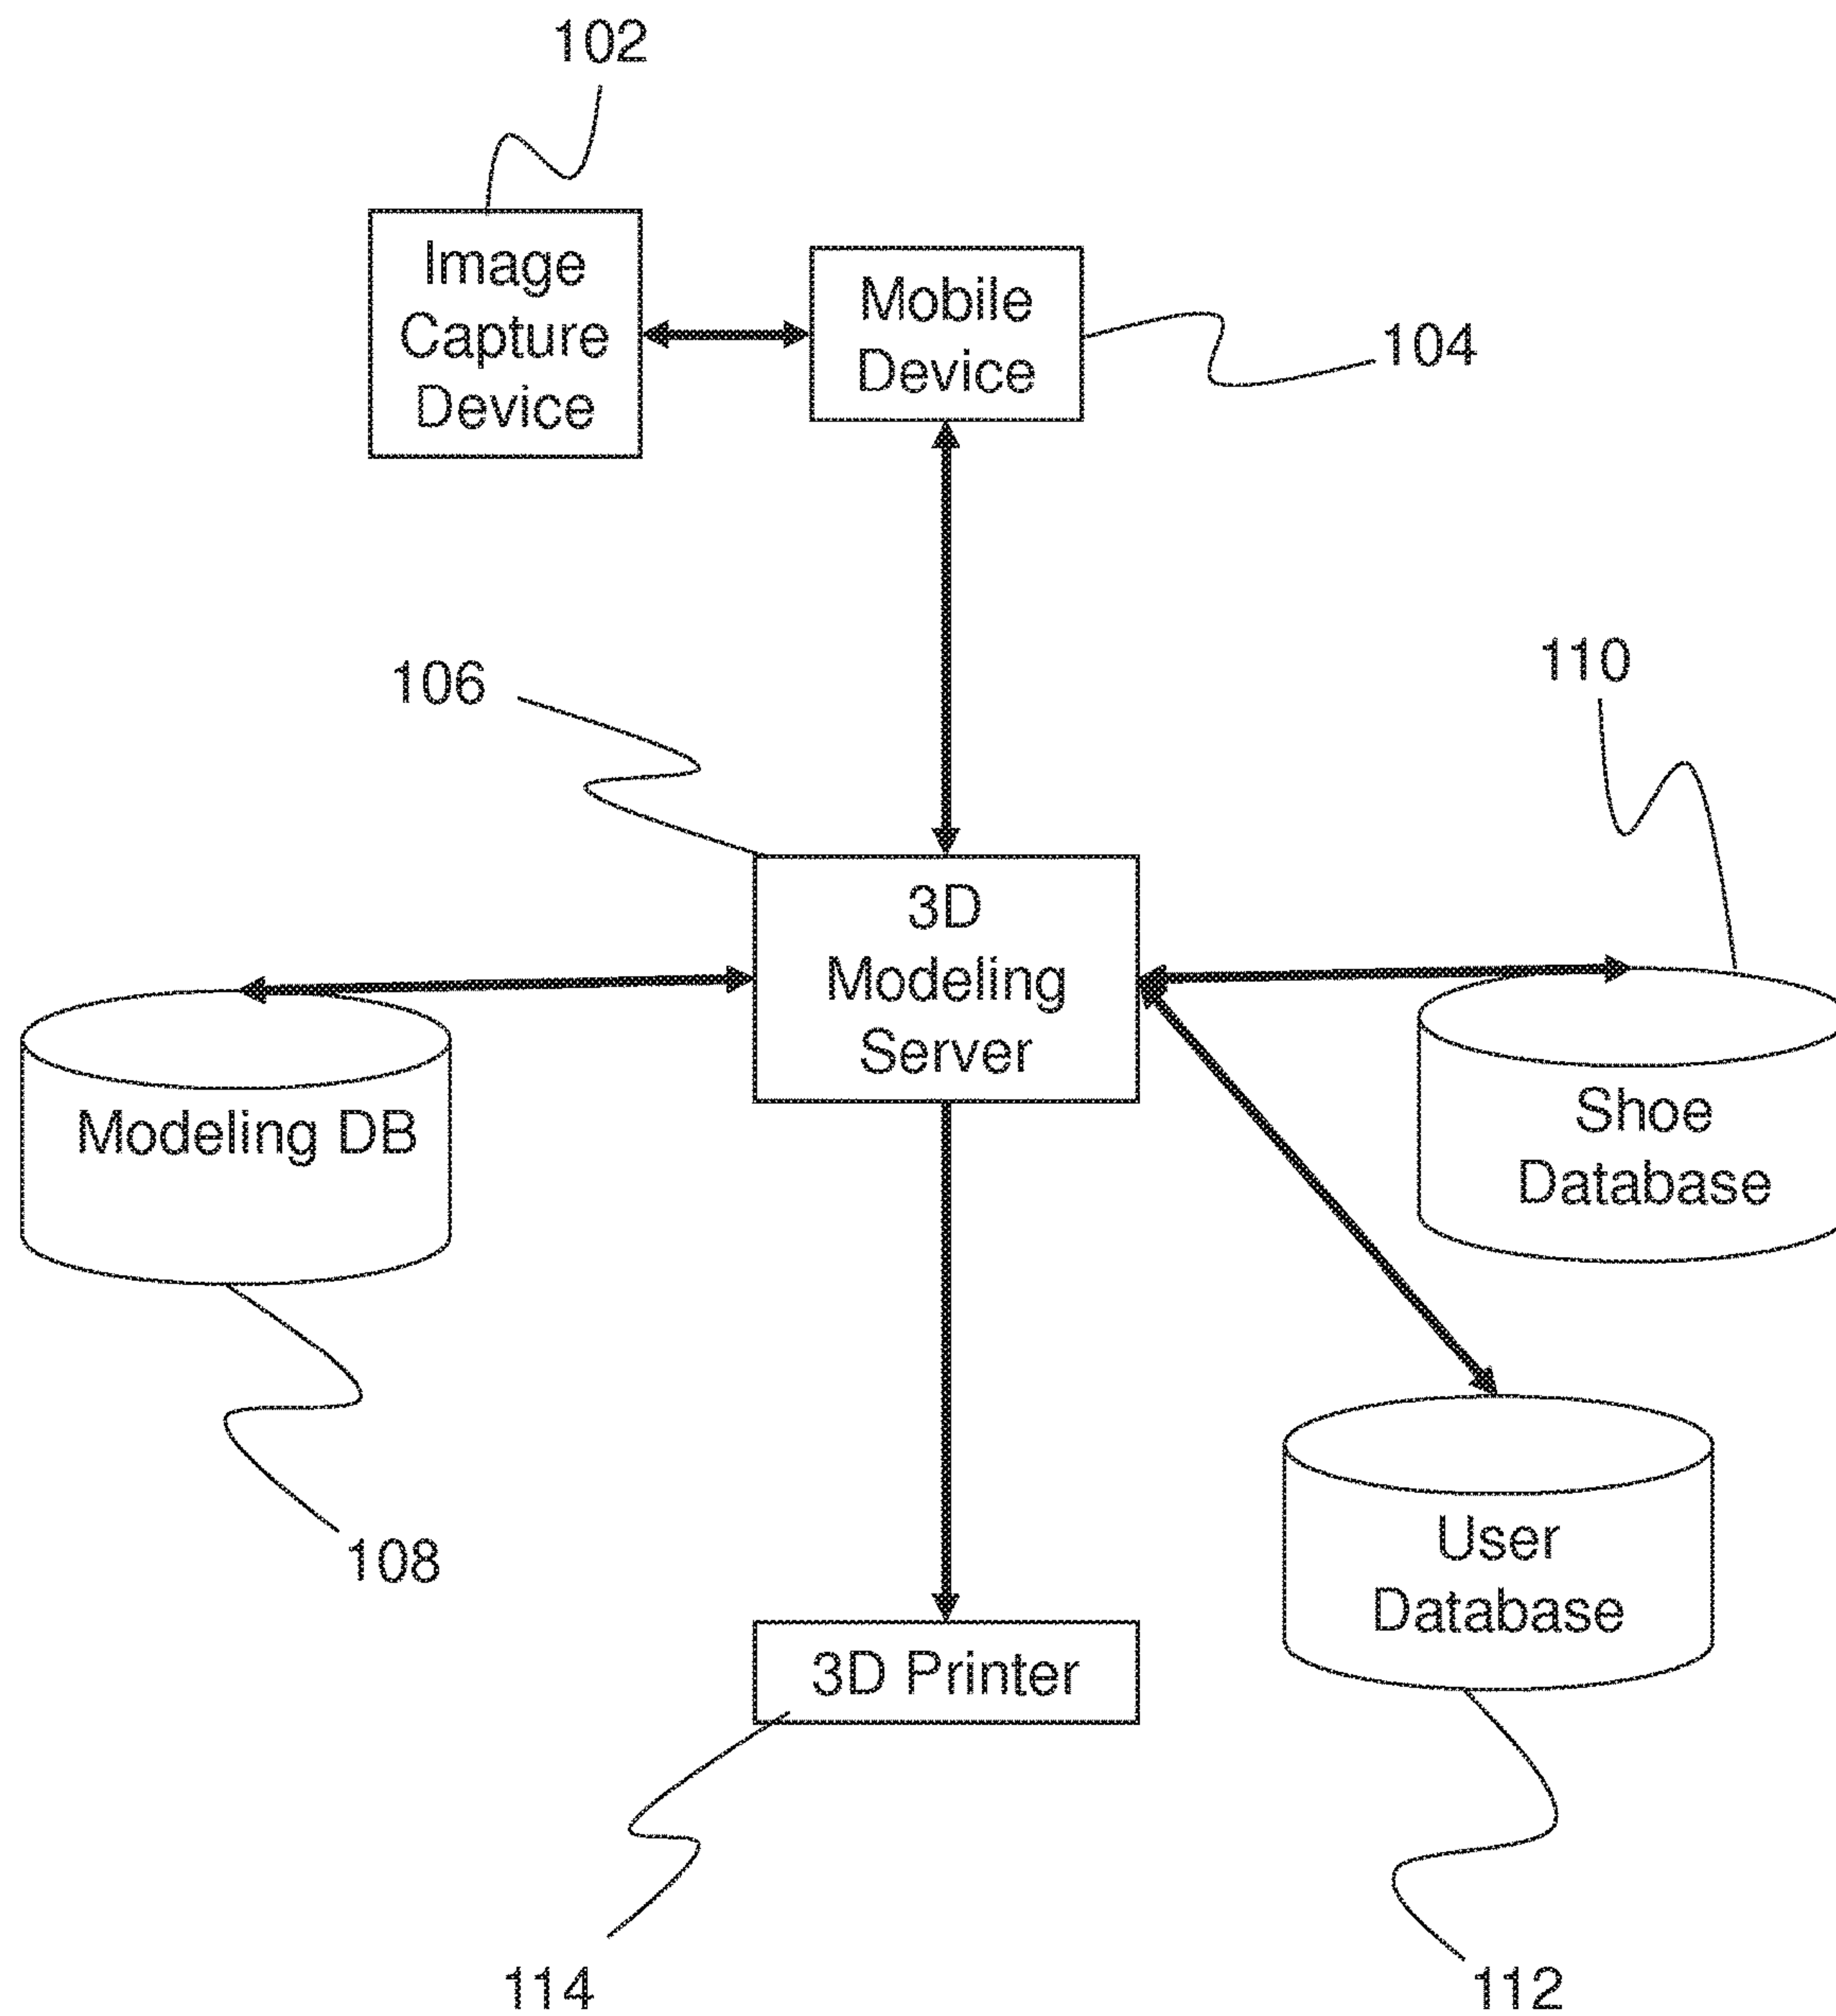 102
Image
Capture
Device
Mobile
Device
104
106
110
3D
Modeling
Server
Modeling DB
Shoe
Database
108
User
Database
3D Printer
114
112